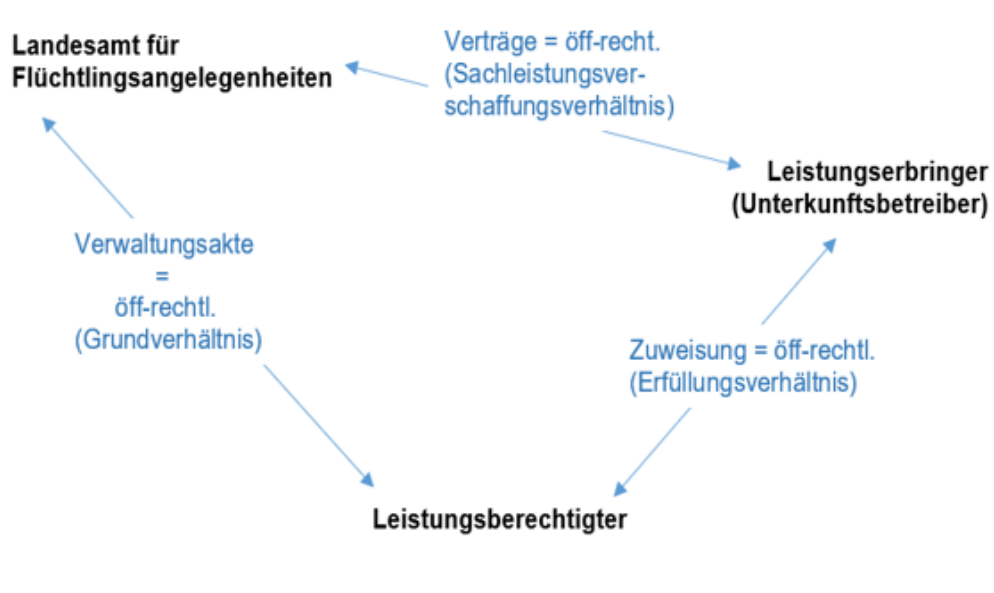 Landesamt für
Flüchtlingsangelegenheiten
Verträge = öff-recht.
(Sachleistungsver-
schaffungsverhältnis)
Leistungserbringer
(Unterkunftsbetreiber)
Verwaltungsakte
=
öff-rechtl.
(Grundverhältnis)
Zuweisung = öff-rechtl.
(Erfüllungsverhältnis)
Leistungsberechtigter